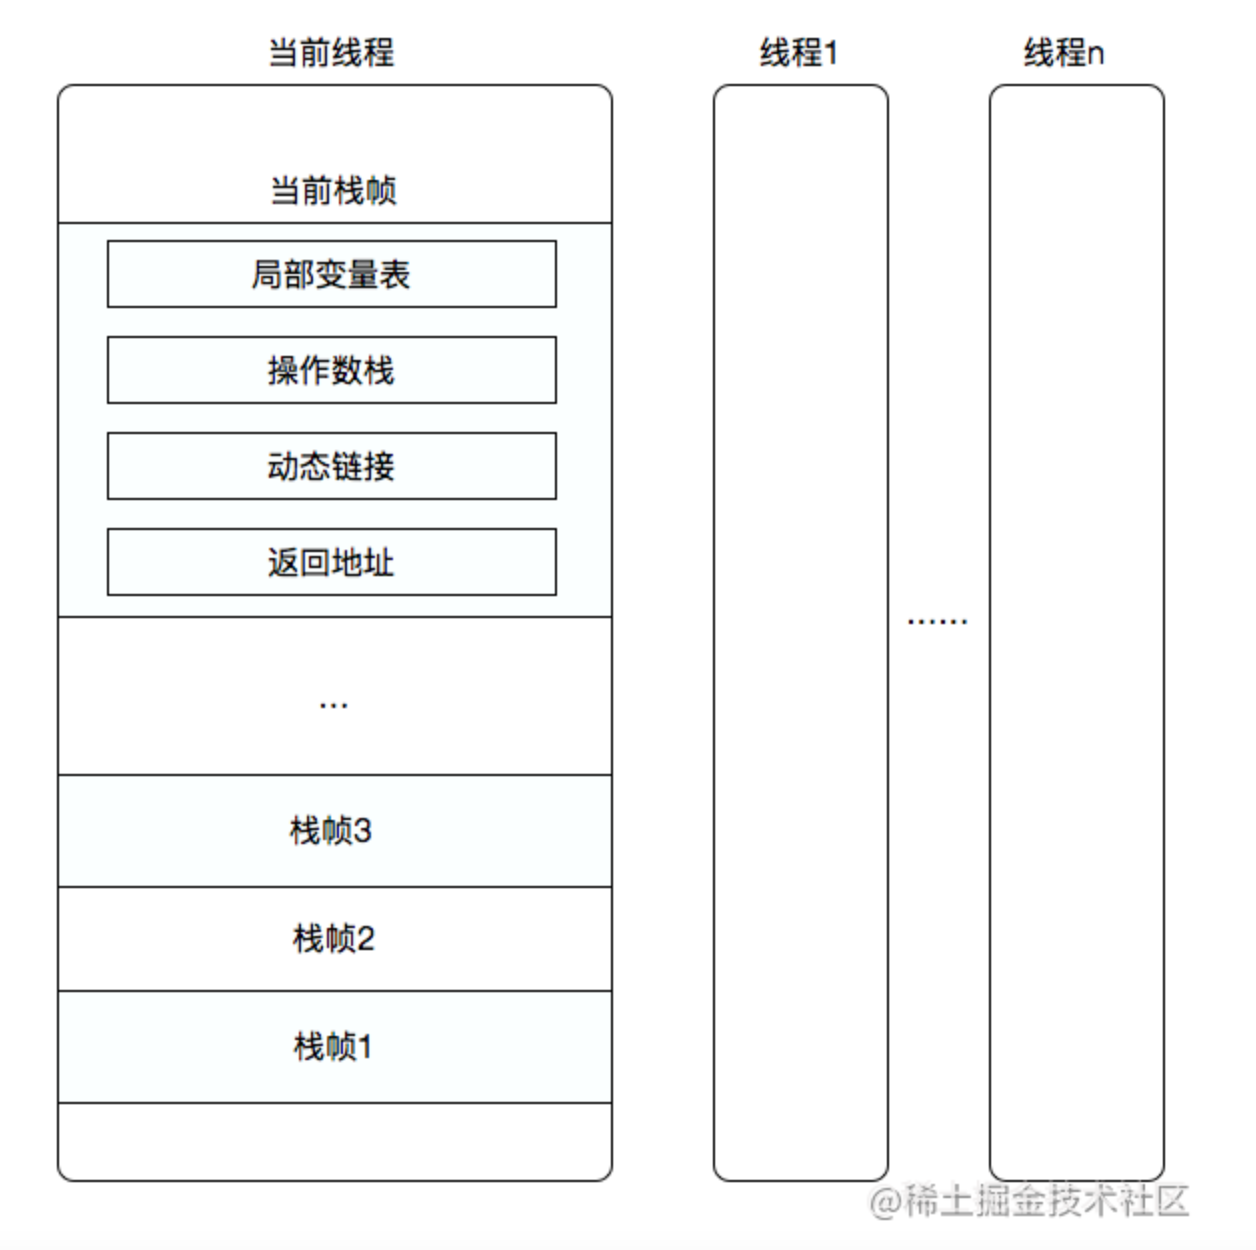 当前线程
线程1
线程n
当前栈帧
局部变量表
操作数栈
动态链接
返回地址
……
...
栈帧3
栈帧2
栈帧1
@稀土掘金技术社区